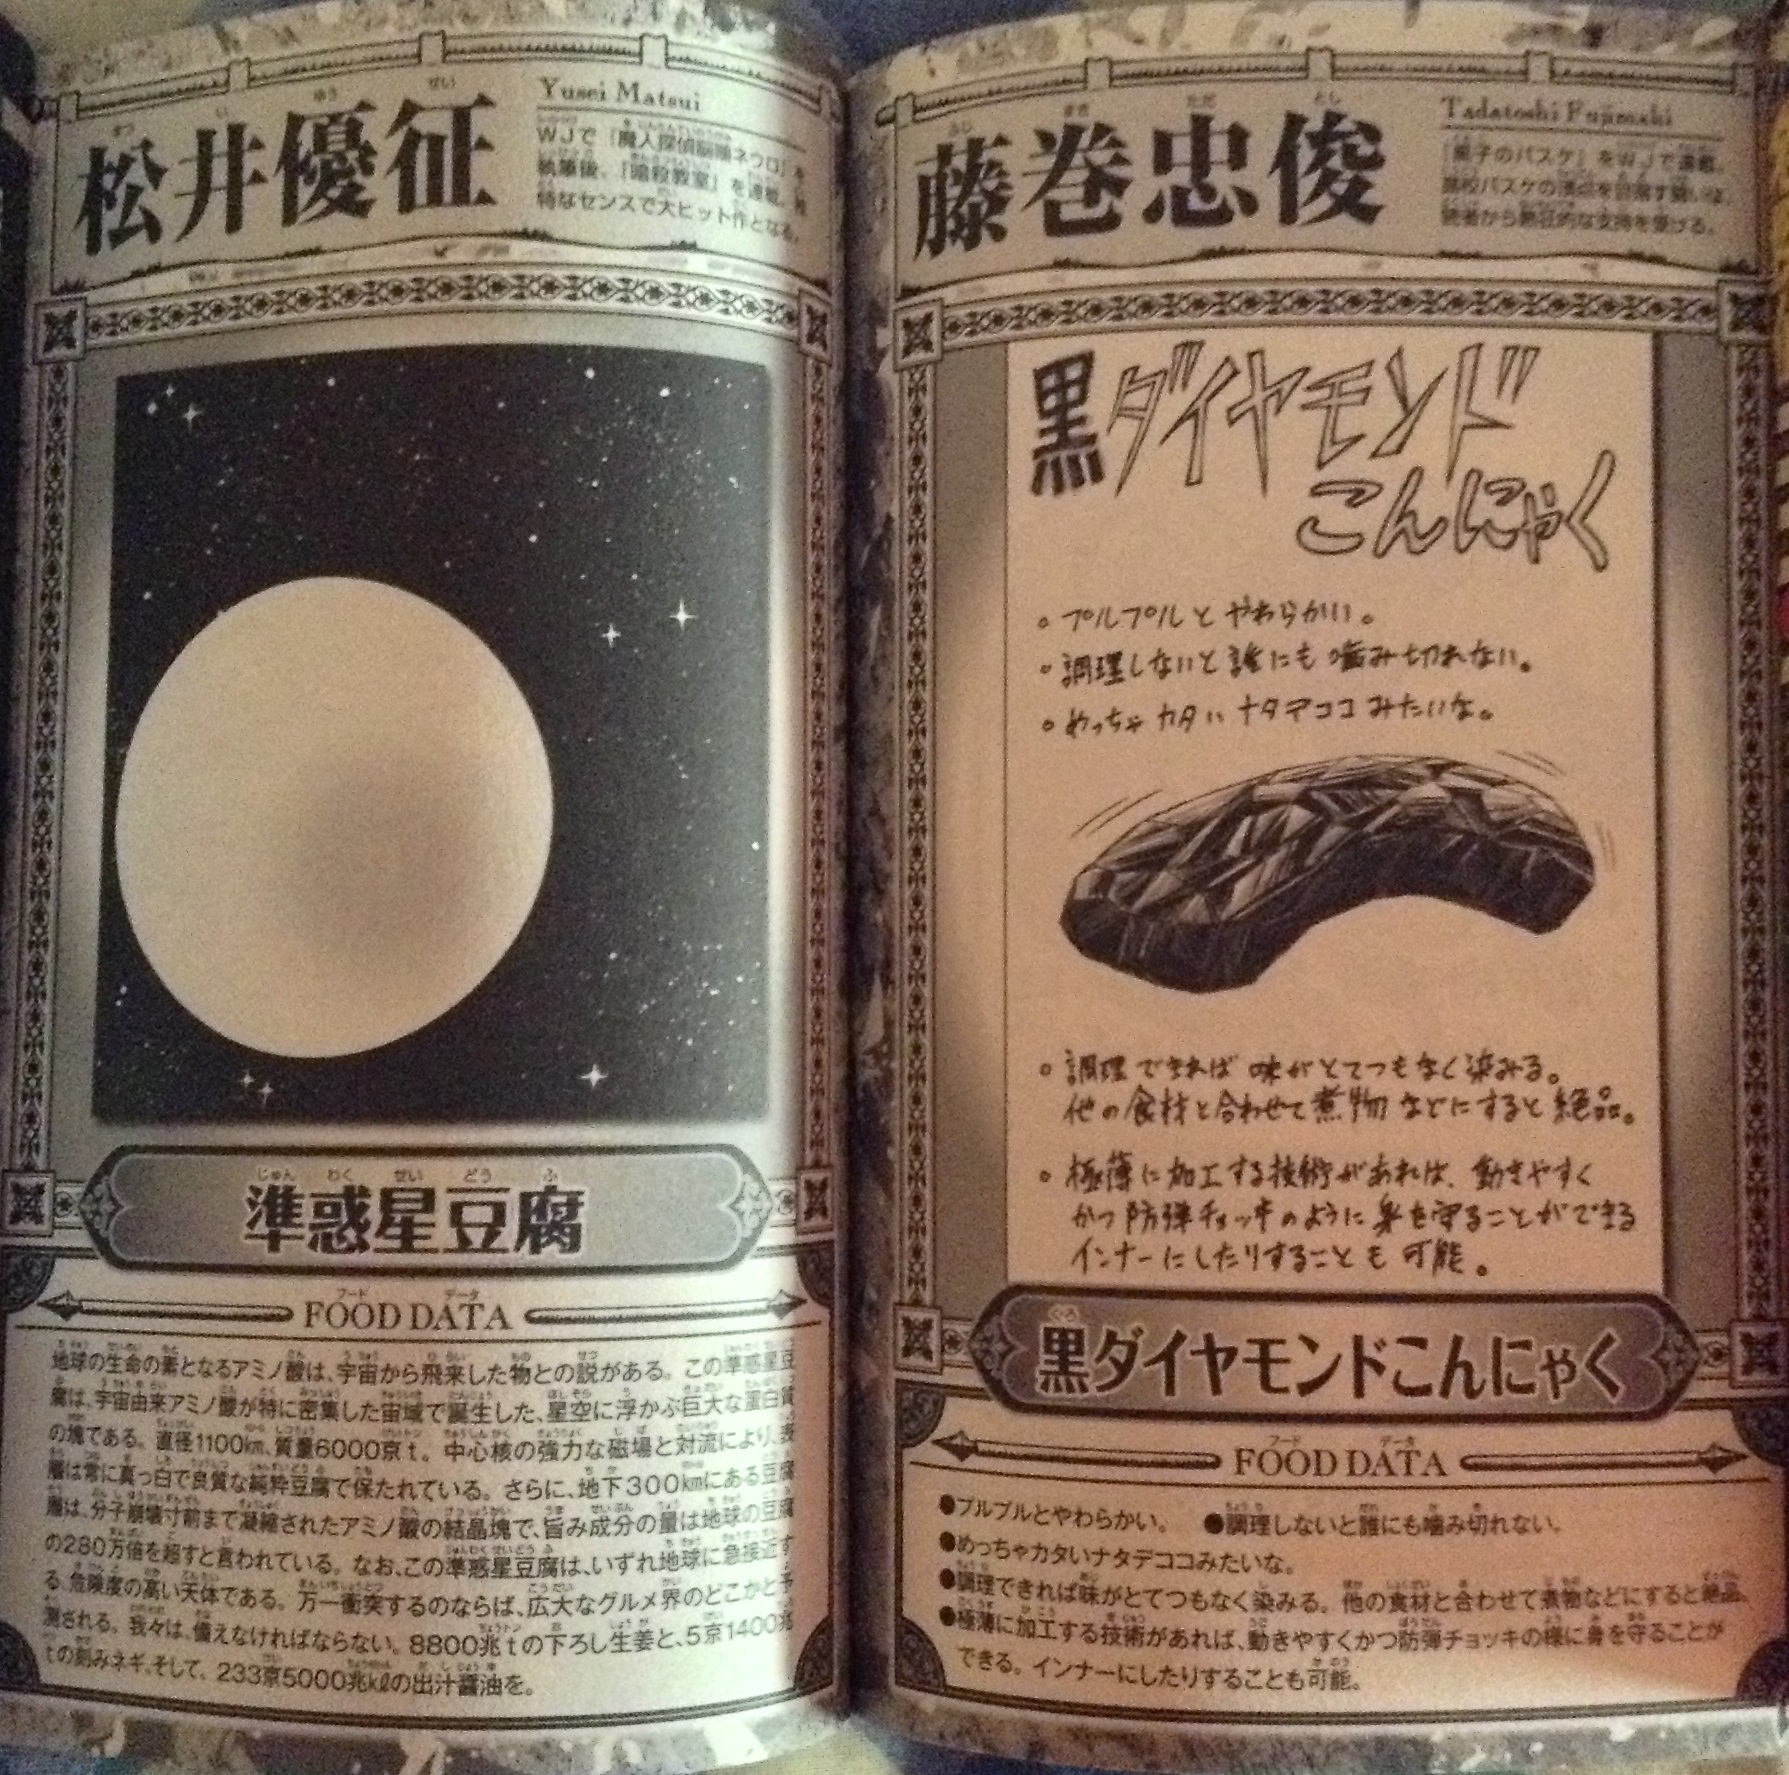 松井優征
Yusei Matsui
WJで『魔人探偵脳噛ネウロ』を
執筆後、『暗殺教室』を連載。
特なセンスで大ヒット作となる。
準惑星豆腐
じゅんわくせいどうふ
FOOD DATA
フード データ
地球の生命の素となるアミノ酸は、宇宙から飛来した物との説がある。この準惑星豆
腐は、宇宙由来アミノ酸が特に密集した宙域で誕生した、星空に浮かぶ巨大な蛋白質
の塊である。直径1100km、質量6000京t。中心核の強力な磁場と対流により、表
層は常に真っ白で良質な純粋豆腐で保たれている。さらに、地下300kmにある豆腐
層は、分子崩壊寸前まで凝縮されたアミノ酸の結晶塊で、旨み成分の量は地球の豆腐
の280万倍を超すと言われている。なお、この準惑星豆腐は、いずれ地球に急接近す
る、危険度の高い天体である。万一衝突するのならば、広大なグルメ界のどこかと予
測される。我々は、備えなければならない。8800兆tの下ろし生姜と、5京1400兆
tの刻みネギ、そして、233京5000兆kℓの出汁醤油を。
藤巻忠俊
Tadatoshi Fujimaki
『黒子のバスケ』をWJで連載。
高校バスケの頂点を目指す闘いは、
読者から熱狂的な支持を受ける。
黒ダイヤモンド
こんにゃく
。プルプルとやわらかい。
。調理しないと誰にも噛み切れない。
。めっちゃカタいナタデココみたいな。
。調理できれば味がとてつもなく染みる。
他の食材と合わせて煮物などにすると絶品。
。極薄に加工する技術があれば、動きやすく
かつ防弾チョッキのように身を守ることができる
インナーにしたりすることも可能。
黒ダイヤモンドこんにゃく
FOOD DATA
フード データ
●プルプルとやわらかい。 ●調理しないと誰にも噛み切れない。
●めっちゃカタいナタデココみたいな。
●調理できれば味がとてつもなく染みる。他の食材と合わせて煮物などにすると絶品。
●極薄に加工する技術があれば、動きやすくかつ防弾チョッキの様に身を守ることが
できる。インナーにしたりすることも可能。